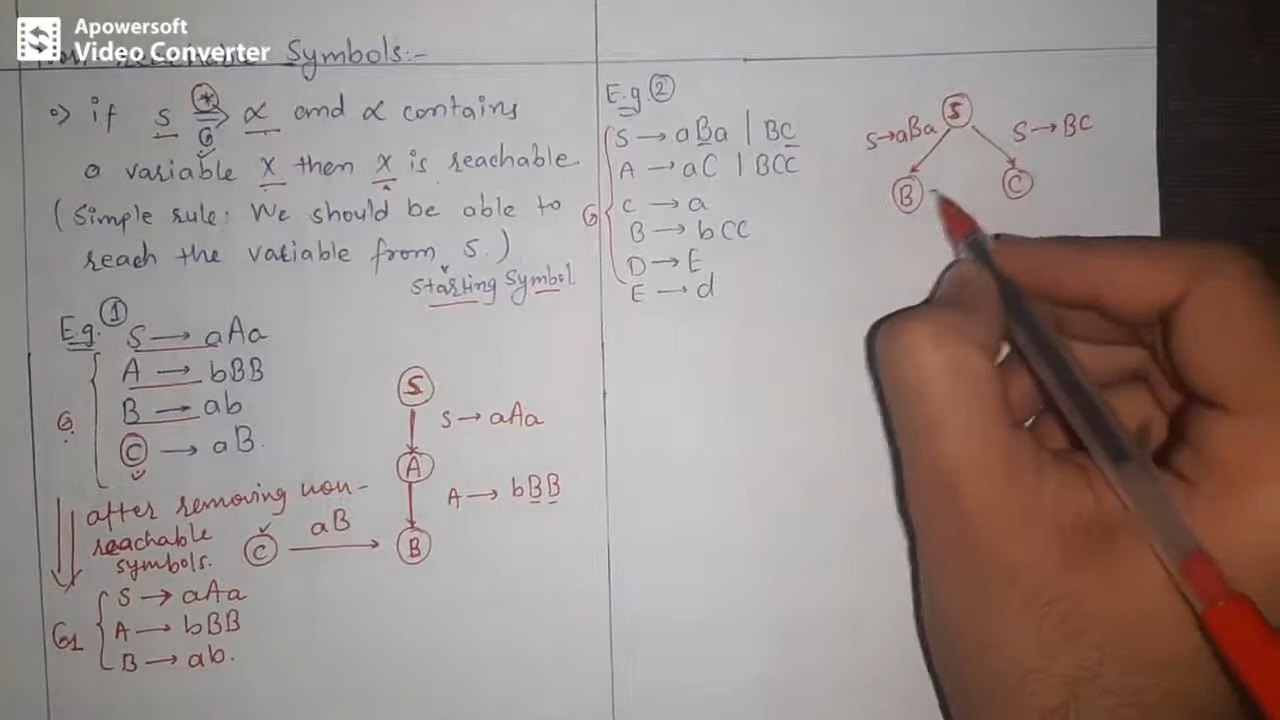 Apowersoft
Video Converter
Symbols:-
if S *⇒ G α and α contains
a variable X then X is reachable
(Simple rule: We should be able to
reach the variable from S.)
Starting Symbol
E.g. ①
G
S → aAa
A → bBB
B → ab
C → aB.
after removing non-
reachable
symbols.
G1
S → aAa
A → bBB
B → ab.
S
S → aAa
A
A → bBB
C aB B
E.g. ②
G
S → aBa | BC
A → aC | BCC
C → a
B → bCC
D → E
E → d
S
S→aBa S→BC
B C